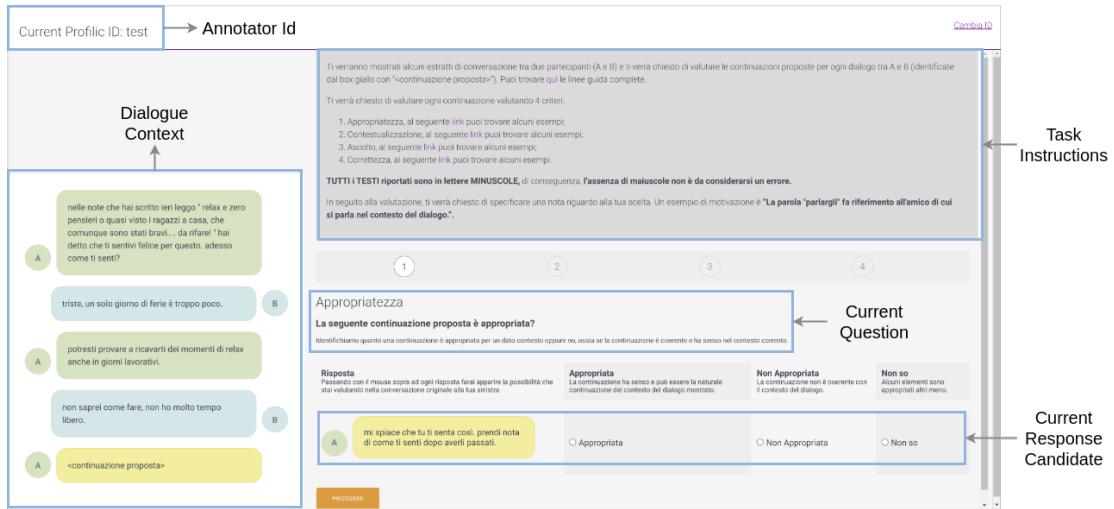 Current Profilic ID: test
Annotator Id
Cambia ID
Dialogue
Context
nelle note che hai scritto ieri leggo " relax e zero
pensieri o quasi visto i ragazzi a casa, che
comunque sono stati bravi.. . da rifare! " hai
detto che ti sentivi felice per questo. adesso
come ti senti?
A
triste, un solo giorno di ferie è troppo poco.
B
potresti provare a ricavarti dei momenti di relax
anche in giorni lavorativi.
A
non saprei come fare, non ho molto tempo
libero.
B
A
<continuazione proposta>
Ti verranno mostrati alcuni estratti di conversazione tra due partecipanti (A e B) e ti verrà chiesto di valutare le continuazioni proposte per ogni dialogo tra A e B (identificate
dal box giallo con "<continuazione proposta>"). Puoi trovare qui le linee guida complete.
Ti verrà chiesto di valutare ogni continuazione valutando 4 criteri:
1. Appropriatezza, al seguente link puoi trovare alcuni esempi;
2. Contestualizzazione, al seguente link puoi trovare alcuni esempi;
3. Ascolto, al seguente link puoi trovare alcuni esempi;
4. Correttezza, al seguente link puoi trovare alcuni esempi.
TUTTI i TESTI riportati sono in lettere MINUSCOLE, di conseguenza, l'assenza di maiuscole non è da considerarsi un errore.
In seguito alla valutazione, ti verrà chiesto di specificare una nota riguardo alla tua scelta. Un esempio di motivazione è "La parola "parlargli" fa riferimento all'amico di cui
si parla nel contesto del dialogo.".
Task
Instructions
1 2 3 4
Appropriatezza
La seguente continuazione proposta è appropriata?
Identifichiamo quanto una continuazione è appropriata per un dato contesto oppure no, ossia se la continuazione è coerente e ha senso nel contesto corrente.
Current
Question
Risposta
Passando con il mouse sopra ad ogni risposta farai apparire la possibilità che
stai valutando nella conversazione originale alla tua sinistra
Appropriata
La continuazione ha senso e può essere la naturale
continuazione del contesto del dialogo mostrato.
Non Appropriata
La continuazione non è coerente con
il contesto del dialogo.
Non so
Alcuni elementi sono
appropriati altri meno.
A
mi spiace che tu ti senta così. prendi nota
di come ti senti dopo averli passati.
Appropriata
Non Appropriata
Non so
Current
Response
Candidate
PROSSIMA